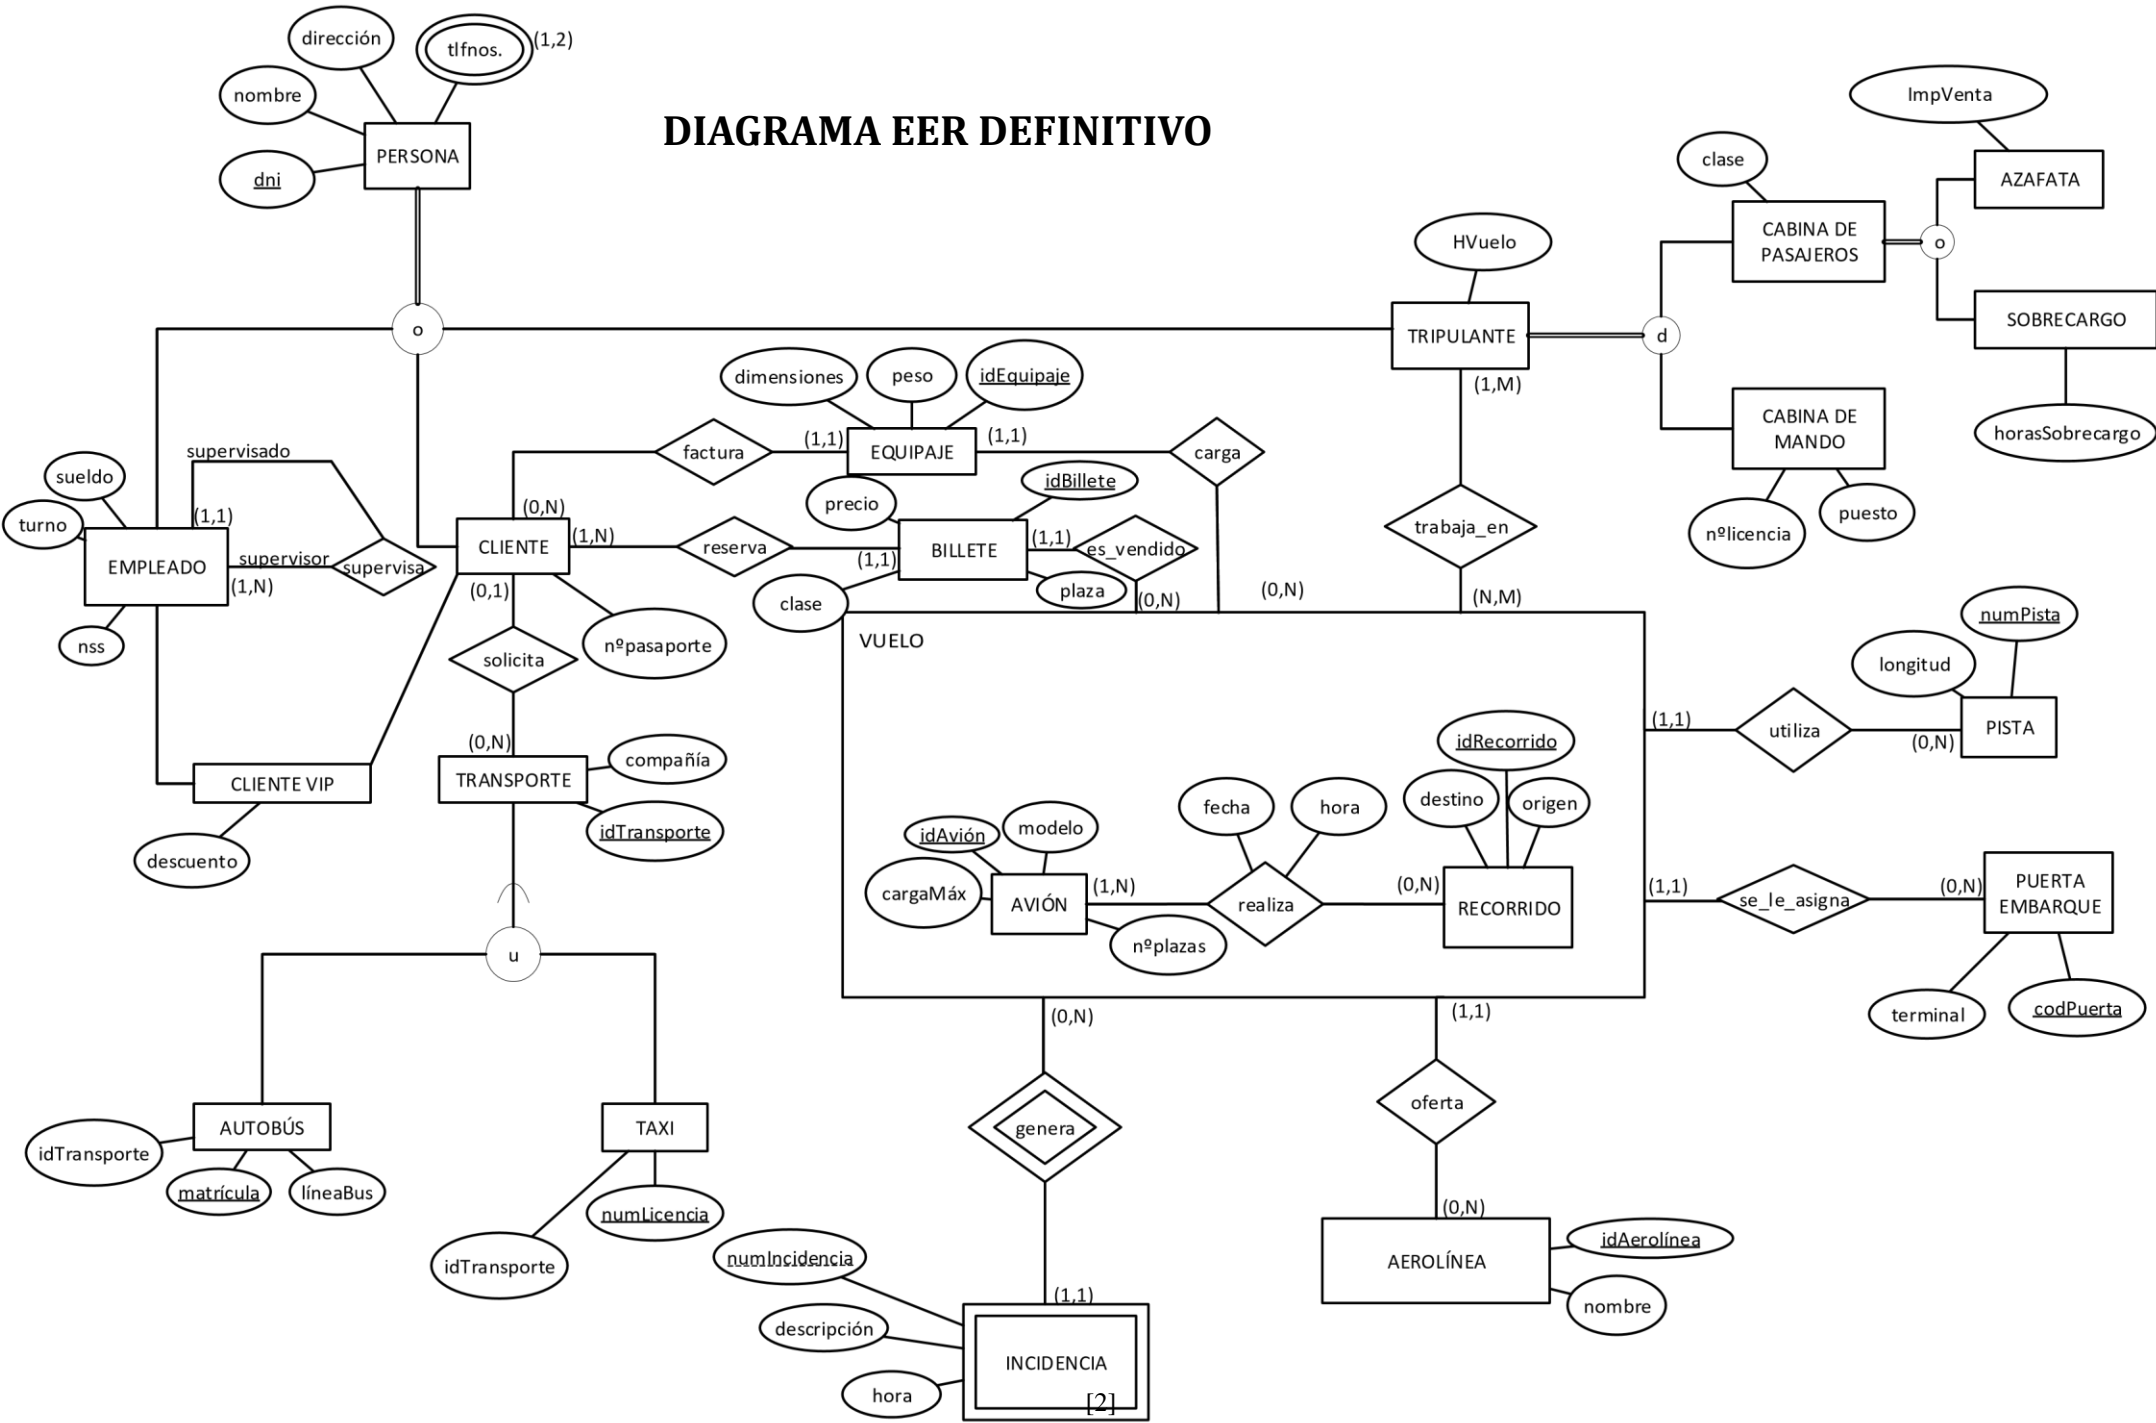 dirección
tlfnos.
(1,2)
nombre
DIAGRAMA EER DEFINITIVO
PERSONA
dni
ImpVenta
clase
AZAFATA
CABINA DE
PASAJEROS
o
HVuelo
SOBRECARGO
horasSobrecargo
o
TRIPULANTE
d
(1,M)
CABINA DE
MANDO
nºlicencia
puesto
dimensiones
peso
idEquipaje
factura
(1,1)
EQUIPAJE
(1,1)
carga
supervisado
sueldo
turno
(1,1)
EMPLEADO
supervisor
supervisa
(1,N)
nss
(0,N)
CLIENTE
(1,N)
reserva
precio
idBillete
BILLETE
(1,1)
(1,1)
es_vendido
clase
plaza
(0,N)
(0,N)
trabaja_en
(N,M)
(0,1)
solicita
nºpasaporte
(0,N)
TRANSPORTE
compañía
idTransporte
CLIENTE VIP
descuento
VUELO
idAvión
modelo
cargaMáx
AVIÓN
nºplazas
(1,N)
fecha
hora
realiza
(0,N)
idRecorrido
destino
origen
RECORRIDO
numPista
longitud
(1,1)
utiliza
(0,N)
PISTA
(1,1)
se_le_asigna
(0,N)
PUERTA
EMBARQUE
terminal
codPuerta
u
AUTOBÚS
idTransporte
matrícula
líneaBus
TAXI
numLicencia
idTransporte
(0,N)
genera
(1,1)
numIncidencia
descripción
hora
INCIDENCIA
(1,1)
oferta
(0,N)
AEROLÍNEA
idAerolínea
nombre
[2]